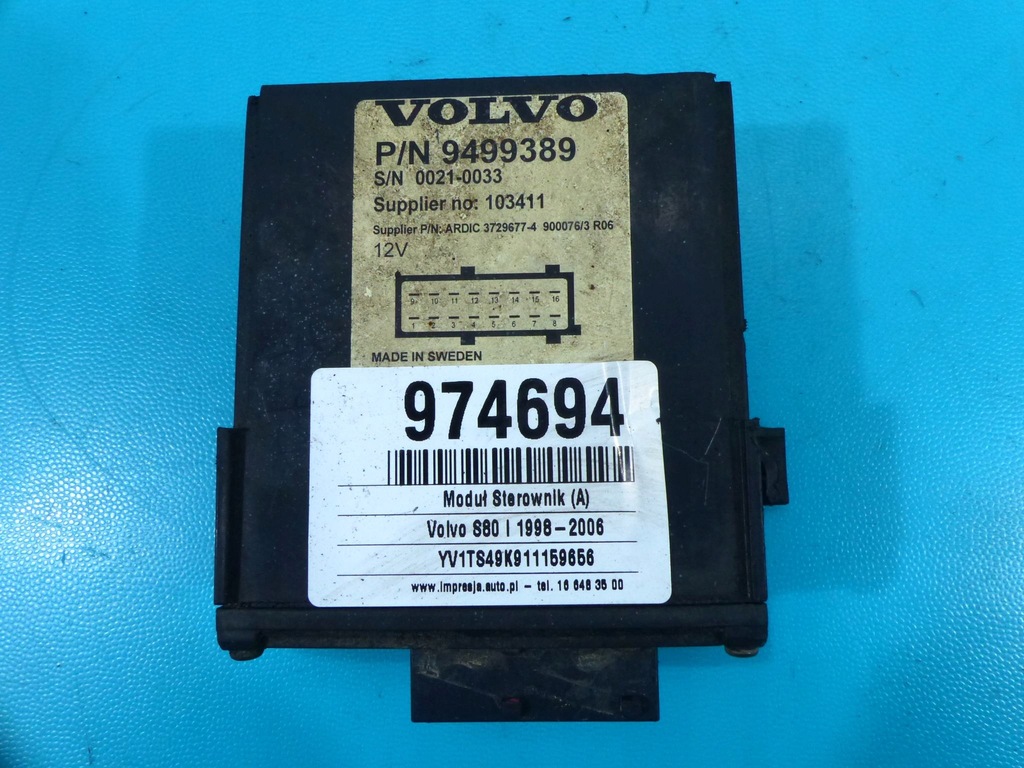 VOLVO
P/N 9499389
S/N 0021-0033
Supplier no: 103411
Supplier P/N: ARDIC 3729677-4 900076/3 R06
12V
9 10 11 12 13 14 15 16
1 2 3 4 5 6 7 8
MADE IN SWEDEN
974694
Moduł Sterownik (A)
Volvo S80 I 1998-2006
YV1TS49K911159656
www.impresja.auto.pl - tel. 16 646 35 00